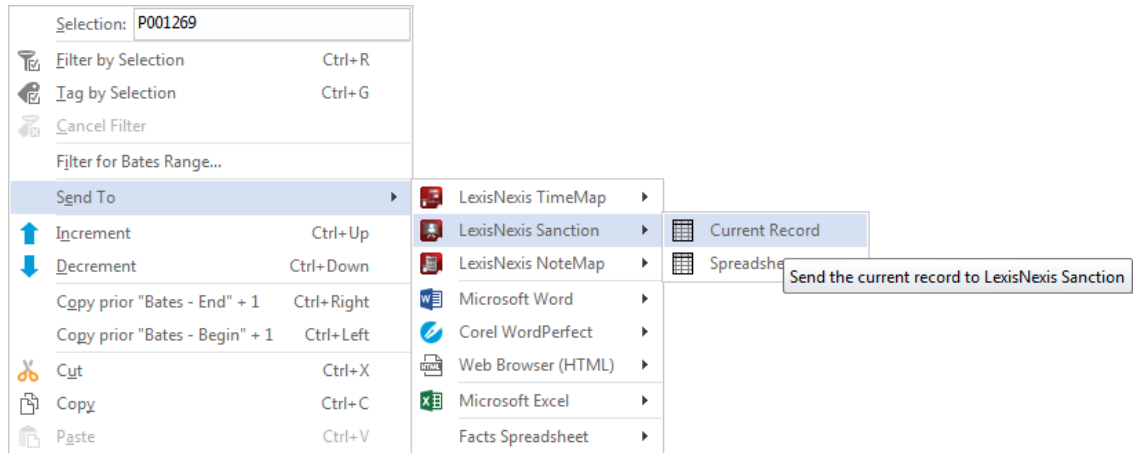 Selection: P001269
Filter by Selection Ctrl+R
Tag by Selection Ctrl+G
Cancel Filter
Filter for Bates Range...
Send To
Increment Ctrl+Up
Decrement Ctrl+Down
Copy prior "Bates - End" + 1 Ctrl+Right
Copy prior "Bates - Begin" + 1 Ctrl+Left
Cut Ctrl+X
Copy Ctrl+C
Paste Ctrl+V
LexisNexis TimeMap
LexisNexis Sanction
LexisNexis NoteMap
Microsoft Word
Corel WordPerfect
HTML Web Browser (HTML)
Microsoft Excel
Facts Spreadsheet
Current Record
Spreadshe
Send the current record to LexisNexis Sanction